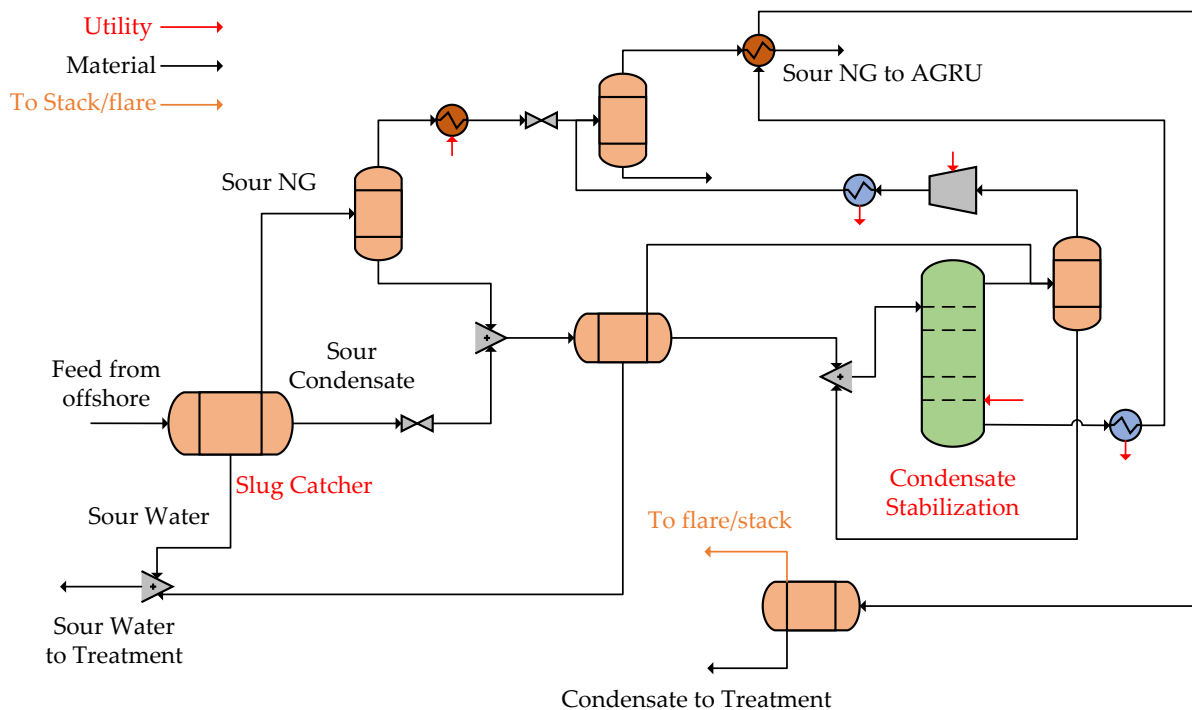 Utility
Material
To Stack/flare
Sour NG to AGRU
Sour NG
Feed from
offshore
Sour
Condensate
Slug Catcher
Condensate
Stabilization
Sour Water
To flare/stack
Sour Water
to Treatment
Condensate to Treatment